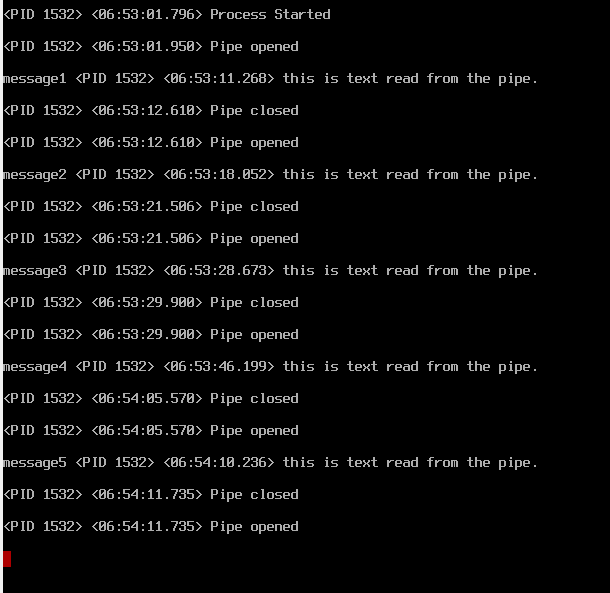 <PID 1532> <06:53:01.796> Process Started
<PID 1532> <06:53:01.950> Pipe opened
message1 <PID 1532> <06:53:11.268> this is text read from the pipe.
<PID 1532> <06:53:12.610> Pipe closed
<PID 1532> <06:53:12.610> Pipe opened
message2 <PID 1532> <06:53:18.052> this is text read from the pipe.
<PID 1532> <06:53:21.506> Pipe closed
<PID 1532> <06:53:21.506> Pipe opened
message3 <PID 1532> <06:53:28.673> this is text read from the pipe.
<PID 1532> <06:53:29.900> Pipe closed
<PID 1532> <06:53:29.900> Pipe opened
message4 <PID 1532> <06:53:46.199> this is text read from the pipe.
<PID 1532> <06:54:05.570> Pipe closed
<PID 1532> <06:54:05.570> Pipe opened
message5 <PID 1532> <06:54:10.236> this is text read from the pipe.
<PID 1532> <06:54:11.735> Pipe closed
<PID 1532> <06:54:11.735> Pipe opened